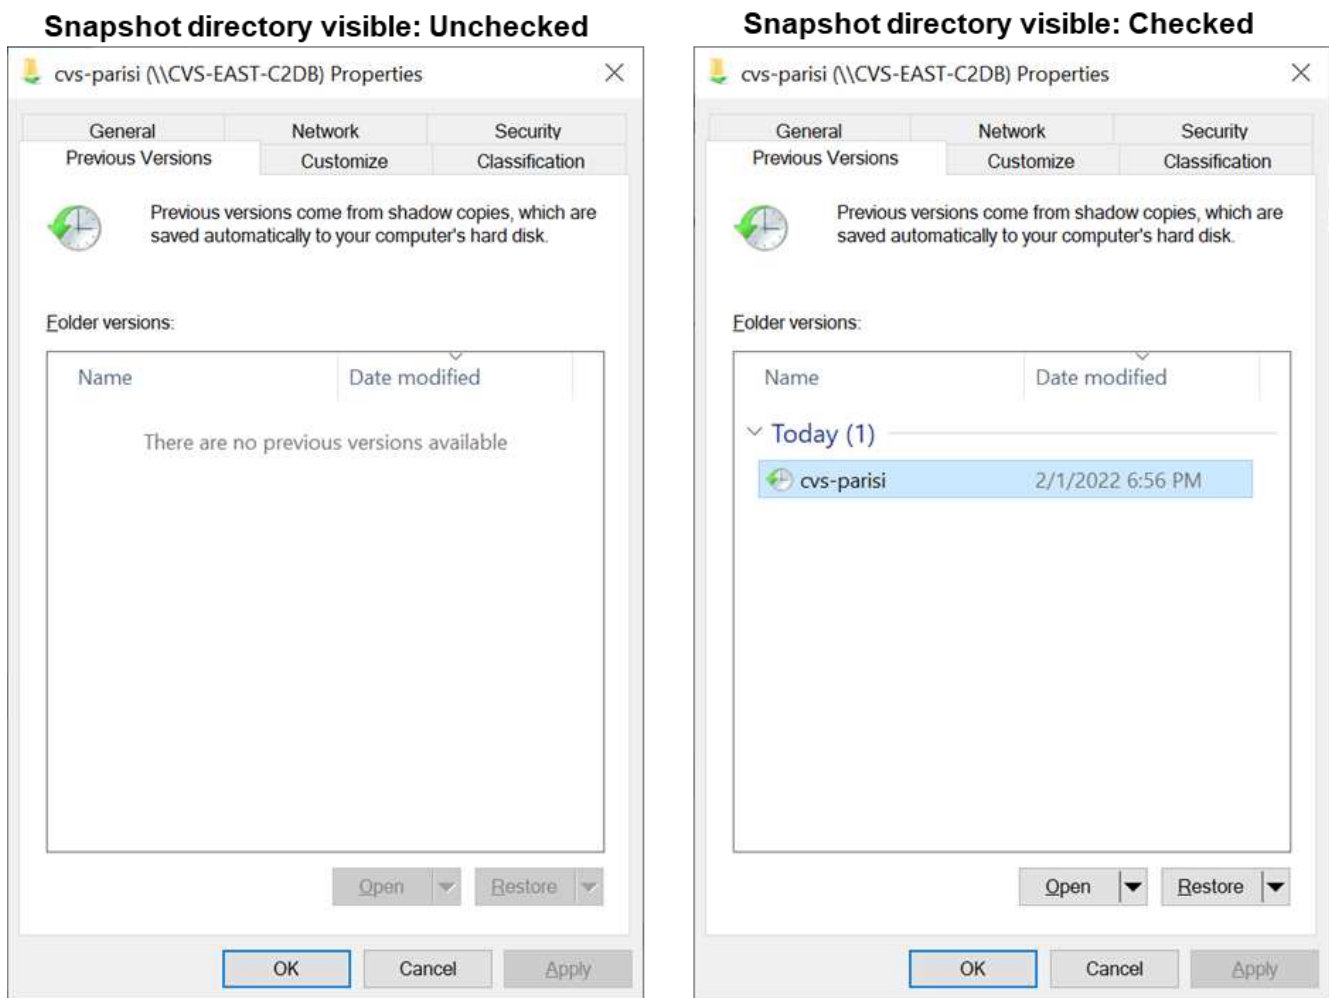 Snapshot directory visible: Unchecked
cvs-parisi (\\CVS-EAST-C2DB) Properties
General Network Security
Previous Versions Customize Classification
Previous versions come from shadow copies, which are
saved automatically to your computer's hard disk.
Folder versions:
Name Date modified
There are no previous versions available
Open Restore
OK Cancel Apply
Snapshot directory visible: Checked
cvs-parisi (\\CVS-EAST-C2DB) Properties
General Network Security
Previous Versions Customize Classification
Previous versions come from shadow copies, which are
saved automatically to your computer's hard disk.
Folder versions:
Name Date modified
Today (1)
cvs-parisi 2/1/2022 6:56 PM
Open Restore
OK Cancel Apply